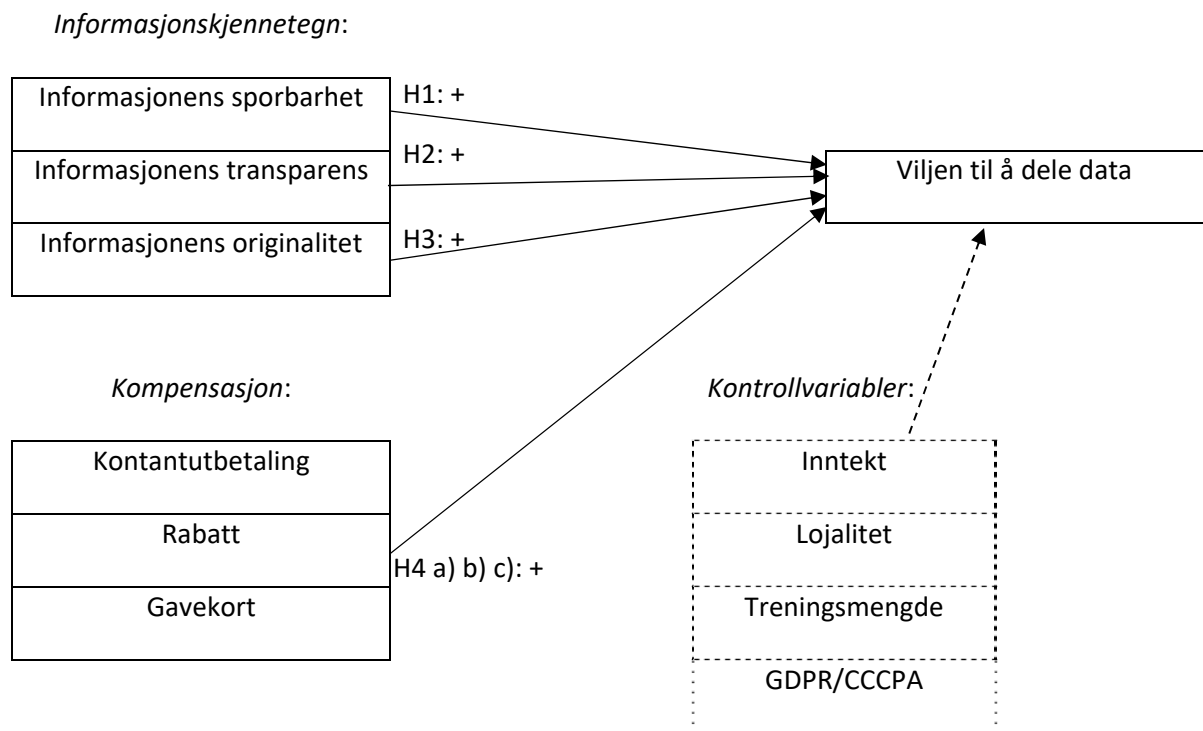 Informasjonskjennetegn:
Informasjonens sporbarhet
H1: +
Informasjonens transparens
H2: +
Viljen til å dele data
Informasjonens originalitet
H3: +
Kompensasjon:
Kontantutbetaling
Rabatt
H4 a) b) c): +
Gavekort
Kontrollvariabler:
Inntekt
Lojalitet
Treningsmengde
GDPR/CCCPA